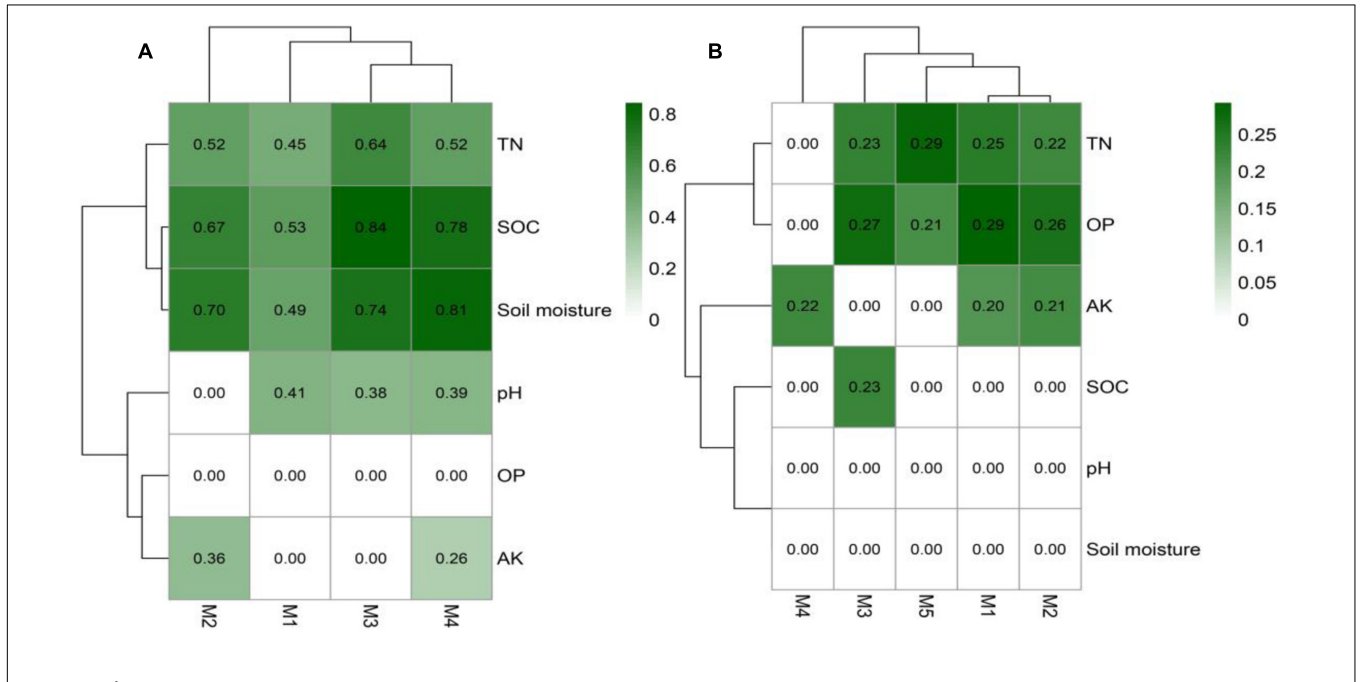 A
0.52 0.45 0.64 0.52 TN
0.67 0.53 0.84 0.78 SOC
0.70 0.49 0.74 0.81 Soil moisture
0.00 0.41 0.38 0.39 pH
0.00 0.00 0.00 0.00 OP
0.36 0.00 0.00 0.26 AK
M2 M1 M3 M4
0.8
0.6
0.4
0.2
0
B
0.00 0.23 0.29 0.25 0.22 TN
0.00 0.27 0.21 0.29 0.26 OP
0.22 0.00 0.00 0.20 0.21 AK
0.00 0.23 0.00 0.00 0.00 SOC
0.00 0.00 0.00 0.00 0.00 pH
0.00 0.00 0.00 0.00 0.00 Soil moisture
M4 M3 M5 M1 M2
0.25
0.2
0.15
0.1
0.05
0